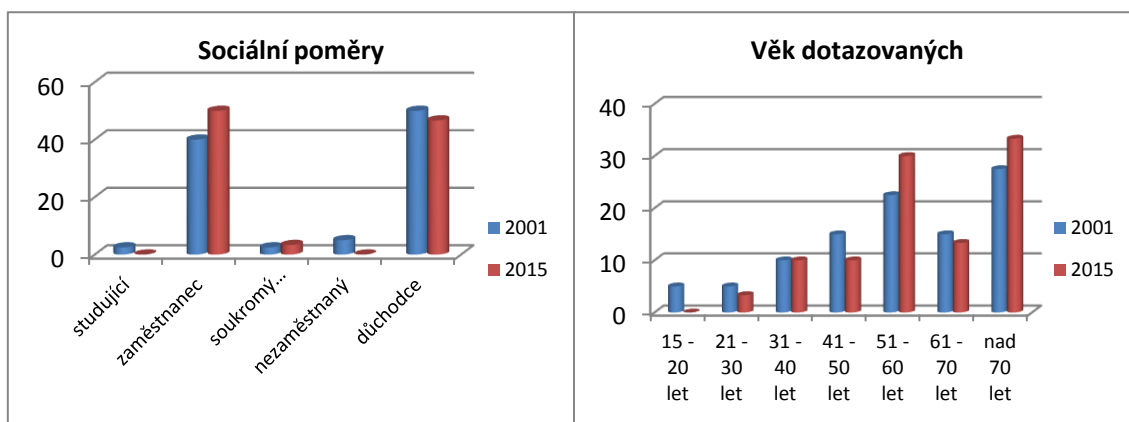 Sociální poměry
60
40
20
0
studující
zaměstnanec
soukromý...
nezaměstnaný
důchodce
2001
2015
Věk dotazovaných
40
30
20
10
0
15 -
20
let
21 -
30
let
31 -
40
let
41 -
50
let
51 -
60
let
61 -
70
let
nad
70
let
2001
2015